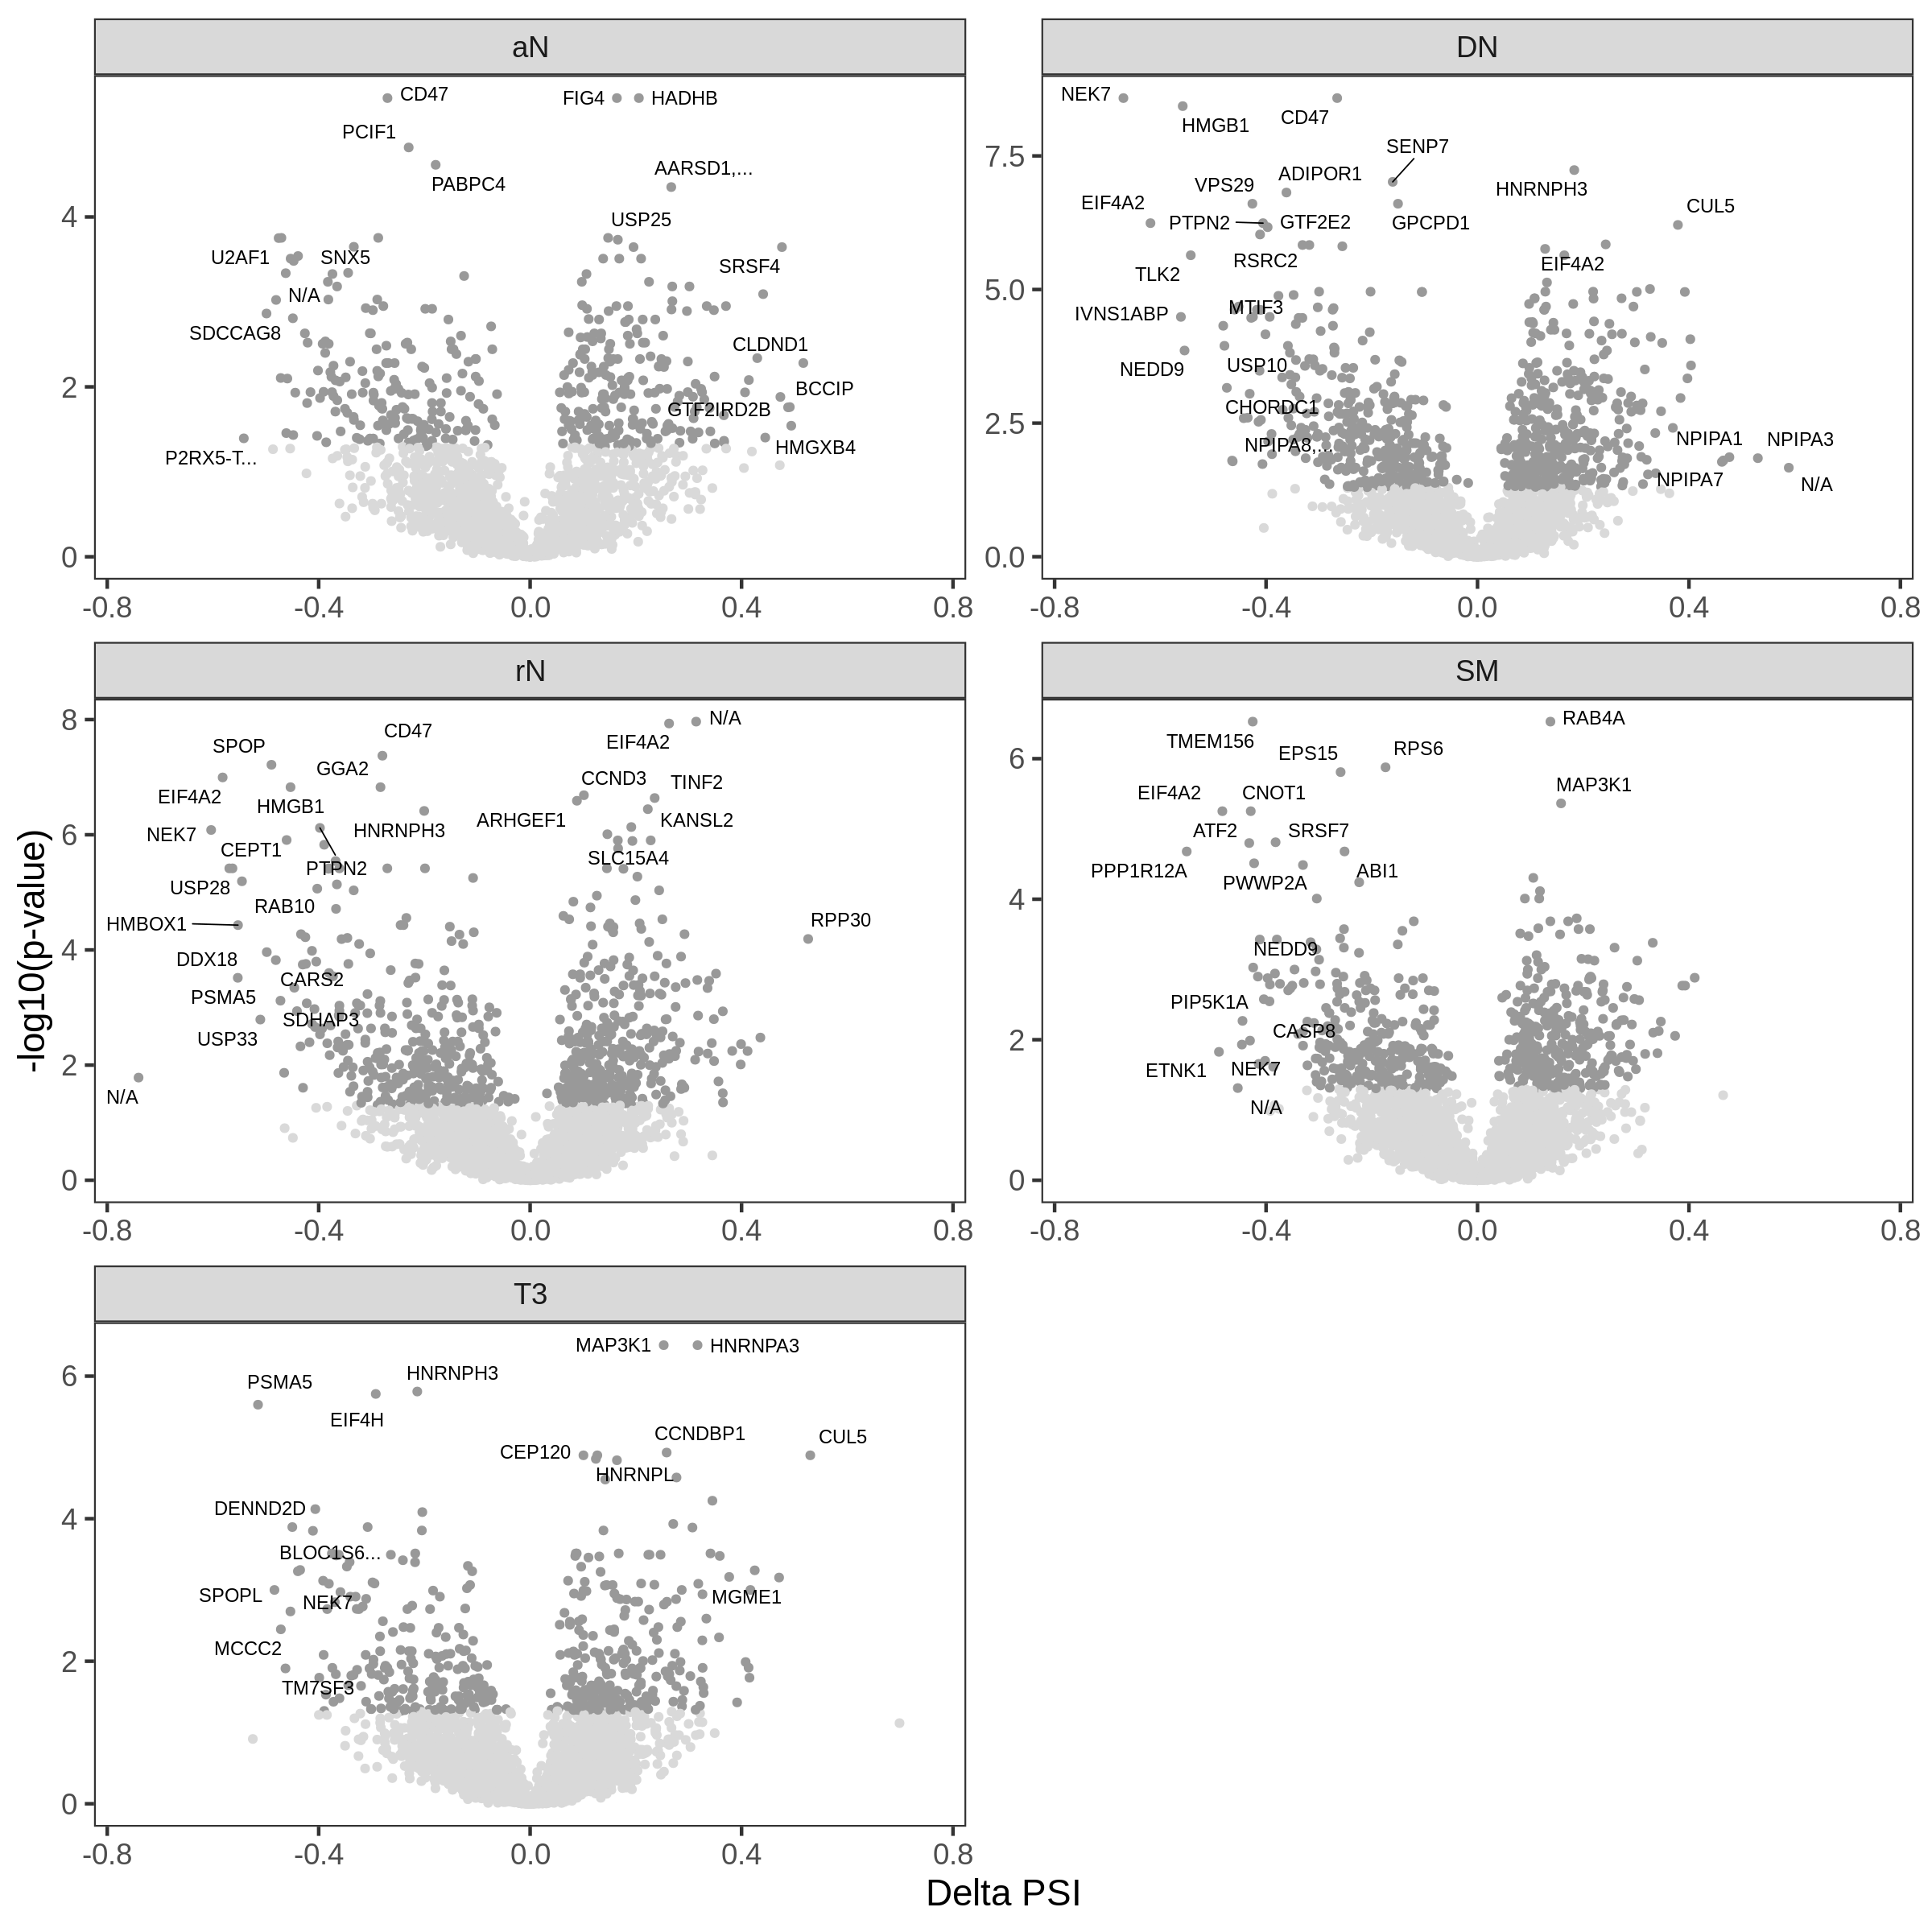 aN
CD47
FIG4
HADHB
PCIF1
PABPC4
AARSD1,...
USP25
U2AF1
SNX5
SRSF4
N/A
SDCCAG8
CLDND1
BCCIP
GTF2IRD2B
HMGXB4
P2RX5-T...
4
2
0
-0.8
-0.4
0.0
0.4
0.8
DN
NEK7
HMGB1
CD47
SENP7
ADIPOR1
VPS29
HNRNPH3
EIF4A2
CUL5
PTPN2
GTF2E2
GPCPD1
RSRC2
EIF4A2
TLK2
MTIF3
IVNS1ABP
NEDD9
USP10
CHORDC1
NPIPA8,...
NPIPA1
NPIPA3
NPIPA7
N/A
7.5
5.0
2.5
0.0
-0.8
-0.4
0.0
0.4
0.8
rN
N/A
CD47
EIF4A2
SPOP
GGA2
CCND3
TINF2
EIF4A2
HMGB1
ARHGEF1
KANSL2
NEK7
HNRNPH3
CEPT1
SLC15A4
PTPN2
USP28
RAB10
HMBOX1
RPP30
DDX18
CARS2
PSMA5
SDHAP3
USP33
N/A
8
6
4
2
0
-0.8
-0.4
0.0
0.4
0.8
SM
RAB4A
TMEM156
EPS15
RPS6
MAP3K1
EIF4A2
CNOT1
ATF2
SRSF7
PPP1R12A
ABI1
PWWP2A
NEDD9
PIP5K1A
CASP8
ETNK1
NEK7
N/A
6
4
2
0
-0.8
-0.4
0.0
0.4
0.8
T3
MAP3K1
HNRNPA3
HNRNPH3
PSMA5
EIF4H
CCNDBP1
CUL5
CEP120
HNRNPL
DENND2D
BLOC1S6...
SPOPL
NEK7
MGME1
MCCC2
TM7SF3
6
4
2
0
-0.8
-0.4
0.0
0.4
0.8
-log10(p-value)
Delta PSI